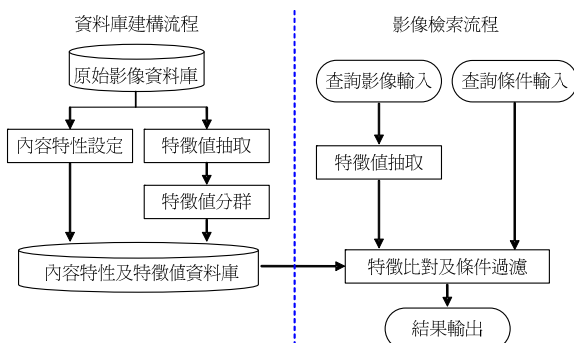 資料庫建構流程
影像檢索流程
原始影像資料庫
查詢影像輸入
查詢條件輸入
內容特性設定
特徵值抽取
特徵值抽取
特徵值分群
內容特性及特徵值資料庫
特徵比對及條件過濾
結果輸出